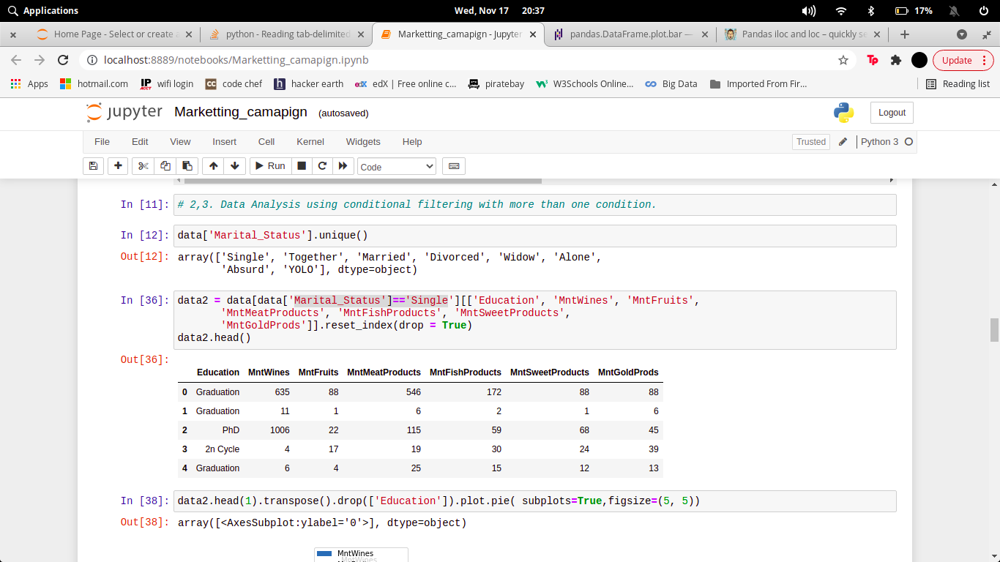 Applications
Wed, Nov 17 20:37
17%
Home Page - Select or create a
python - Reading tab-delimited
Marketting_camapign - Jupyter
pandas.DataFrame.plot.bar —
Pandas iloc and loc – quickly se
localhost:8889/notebooks/Marketting_camapign.ipynb
Tp
Update
Apps
hotmail.com
wifi login
code chef
hacker earth
edX | Free online c...
piratebay
W3Schools Online...
Big Data
Imported From Fir...
Reading list
jupyter Marketting_camapign (autosaved)
Logout
File Edit View Insert Cell Kernel Widgets Help
Trusted
Python 3
Run
Code
In [11]: # 2,3. Data Analysis using conditional filtering with more than one condition.
In [12]: data['Marital_Status'].unique()
Out[12]: array(['Single', 'Together', 'Married', 'Divorced', 'Widow', 'Alone',
'Absurd', 'YOLO'], dtype=object)
In [36]: data2 = data[data['Marital_Status']=='Single'][['Education', 'MntWines', 'MntFruits',
'MntMeatProducts', 'MntFishProducts', 'MntSweetProducts',
'MntGoldProds']].reset_index(drop = True)
data2.head()
Out[36]:
Education MntWines MntFruits MntMeatProducts MntFishProducts MntSweetProducts MntGoldProds
0 Graduation 635 88 546 172 88 88
1 Graduation 11 1 6 2 1 6
2 PhD 1006 22 115 59 68 45
3 2n Cycle 4 17 19 30 24 39
4 Graduation 6 4 25 15 12 13
In [38]: data2.head(1).transpose().drop(['Education']).plot.pie( subplots=True,figsize=(5, 5))
Out[38]: array([<AxesSubplot:ylabel='0'>], dtype=object)
MntWines
MntWines